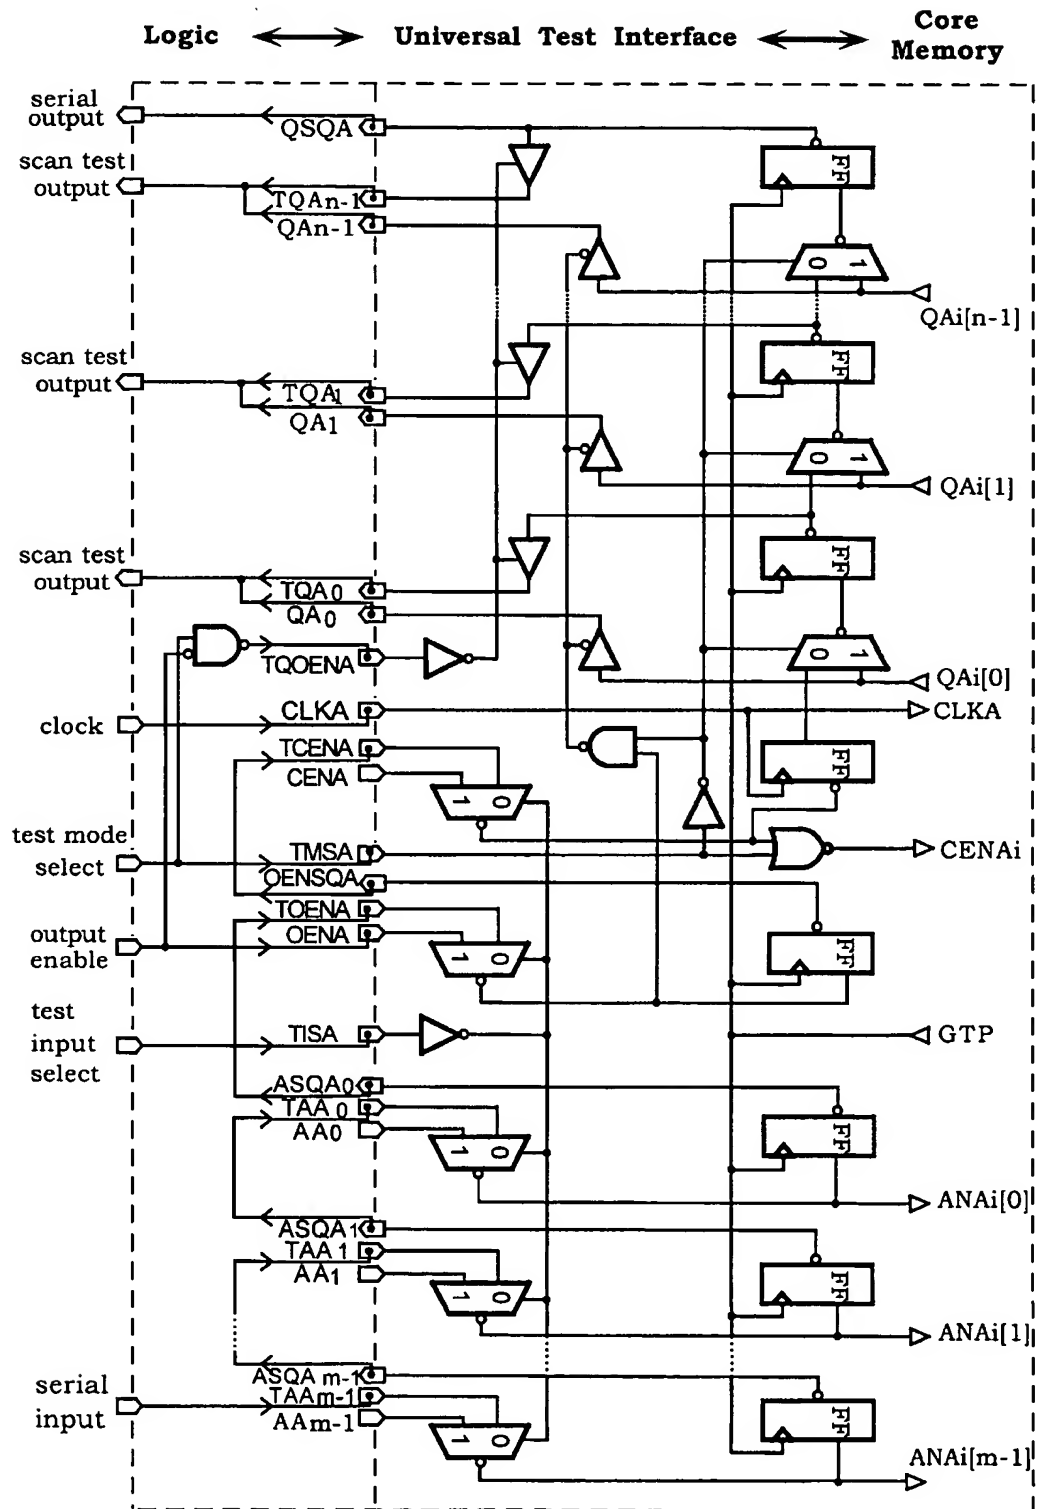 Logic
Universal Test Interface
Core
Memory
serial
output
QSQA
FF
scan test
output
TQAn-1
QAn-1
0 1
QAi[n-1]
scan test
output
TQA1
QA1
FF
0 1
QAi[1]
scan test
output
TQA0
QA0
FF
0 1
QAi[0]
TQOENA
clock
CLKA
CLKA
TCENA
CENA
1 0
FF
test mode
select
TMSA
CENAi
OENSQA
TOENA
output
enable
OENA
1 0
FF
test
input
select
TISA
GTP
ASQA0
TAA0
AA0
1 0
FF
ANAi[0]
ASQA1
TAA1
AA1
1 0
FF
ANAi[1]
ASQA m-1
serial
input
TAAm-1
AAm-1
1 0
FF
ANAi[m-1]